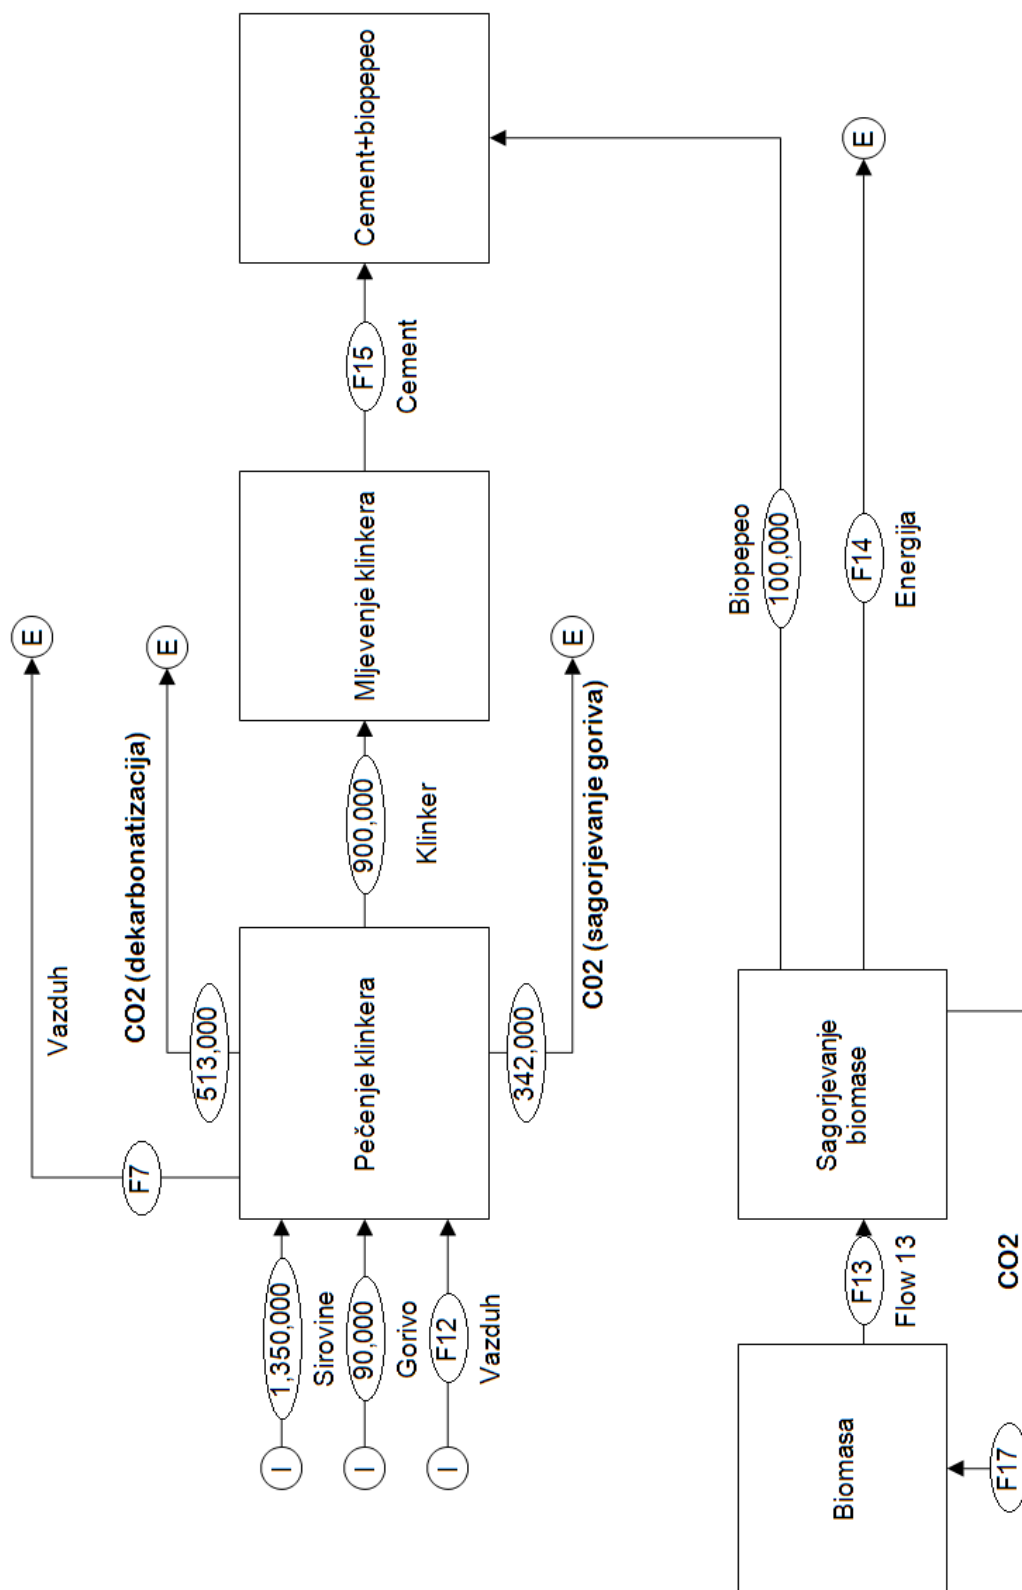 Vazduh
F7
E
CO2 (dekarbonizacija)
513,000
E
I
1,350,000
Sirovine
I
90,000
Gorivo
I
F12
Vazduh
Pečenje klinkera
900,000
Klinker
Mljevenje klinkera
F15
Cement
Cement+biopepeo
342,000
C02 (sagorjevanje goriva)
E
Biopepeo
100,000
F14
Energija
E
Biomasa
F13
Flow 13
Sagorjevanje
biomase
F17
CO2